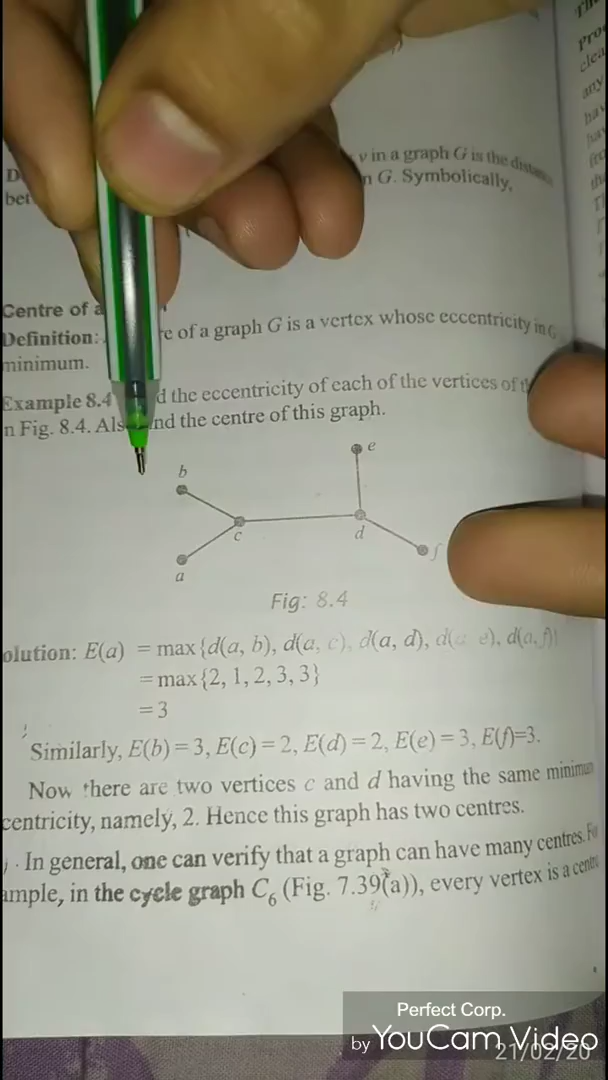 v in a graph G is the distance
bet n G. Symbolically,
Centre of a
Definition: re of a graph G is a vertex whose eccentricity in G
minimum.
Example 8.4 d the eccentricity of each of the vertices of
n Fig. 8.4. Als nd the centre of this graph.
b
e
c
d
f
a
Fig: 8.4
olution: E(a) = max{d(a, b), d(a, c), d(a, d), d(a, e), d(a, f)}
= max{2, 1, 2, 3, 3}
= 3
Similarly, E(b) = 3, E(c) = 2, E(d) = 2, E(e) = 3, E(f)=3.
Now there are two vertices c and d having the same minimum
centricity, namely, 2. Hence this graph has two centres.
In general, one can verify that a graph can have many centres. Fo
ample, in the cycle graph C₆ (Fig. 7.39(a)), every vertex is a centre
Perfect Corp.
by YouCam Video
21/02/20